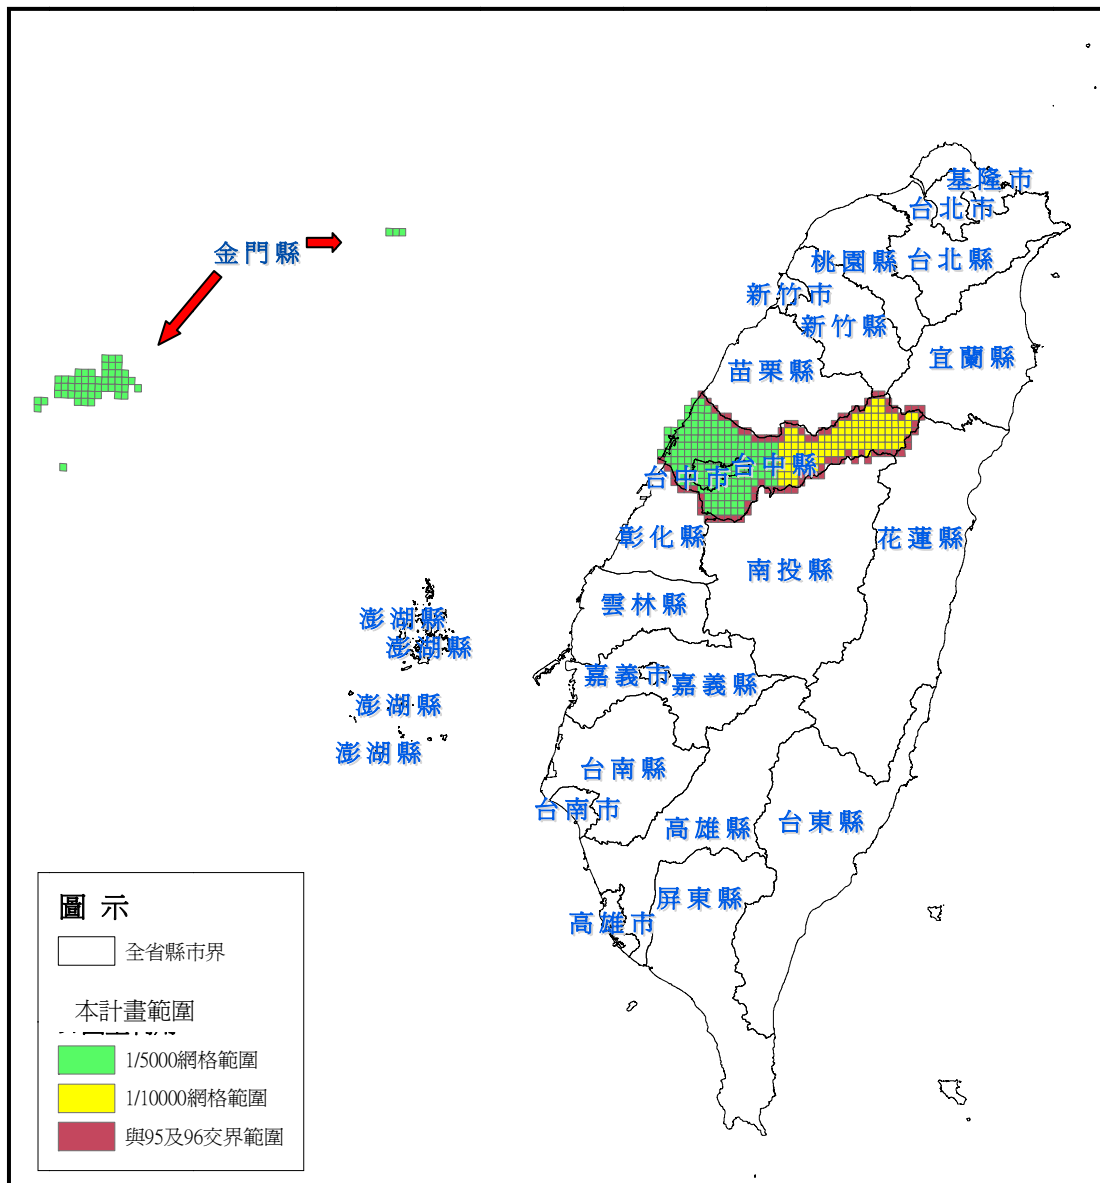 基隆市
台北市
金門縣
桃園縣
台北縣
新竹市
新竹縣
宜蘭縣
苗栗縣
台中縣
台中市
彰化縣
花蓮縣
南投縣
雲林縣
澎湖縣
澎湖縣
嘉義市
嘉義縣
澎湖縣
澎湖縣
台南縣
台南市
高雄縣
台東縣
屏東縣
高雄市
圖 示
全省縣市界
本計畫範圍
1/5000網格範圍
1/10000網格範圍
與95及96交界範圍